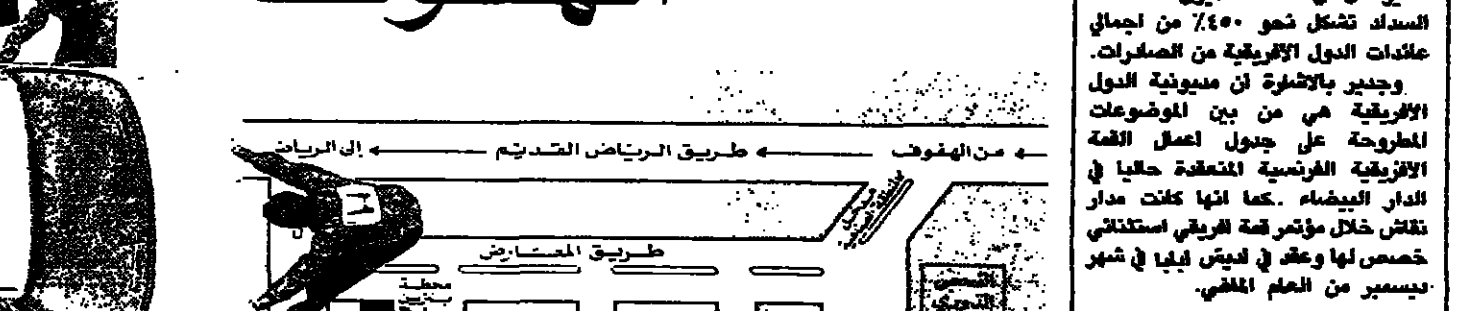 السداد تشكل نحو ٤٥٠٪ من اجمالي
عائدات الدول الافريقية من الصادرات.
وجدير بالاشارة ان مديونية الدول
الافريقية هي من بين الموضوعات
المطروحة على جدول اعمال القمة
الافريقية الفرنسية المنعقدة حاليا في
الدار البيضاء .كما انها كانت مدار
نقاش خلال مؤتمر قمة افريقي استثنائي
خصص لها وعقد في اديس ابابا في شهر
ديسمبر من العام الماضي.
من الهفوف
طريق الرياض القديم
إلى الرياض
طريق المعارض
محطة
بنزين
الفحص
الدوري